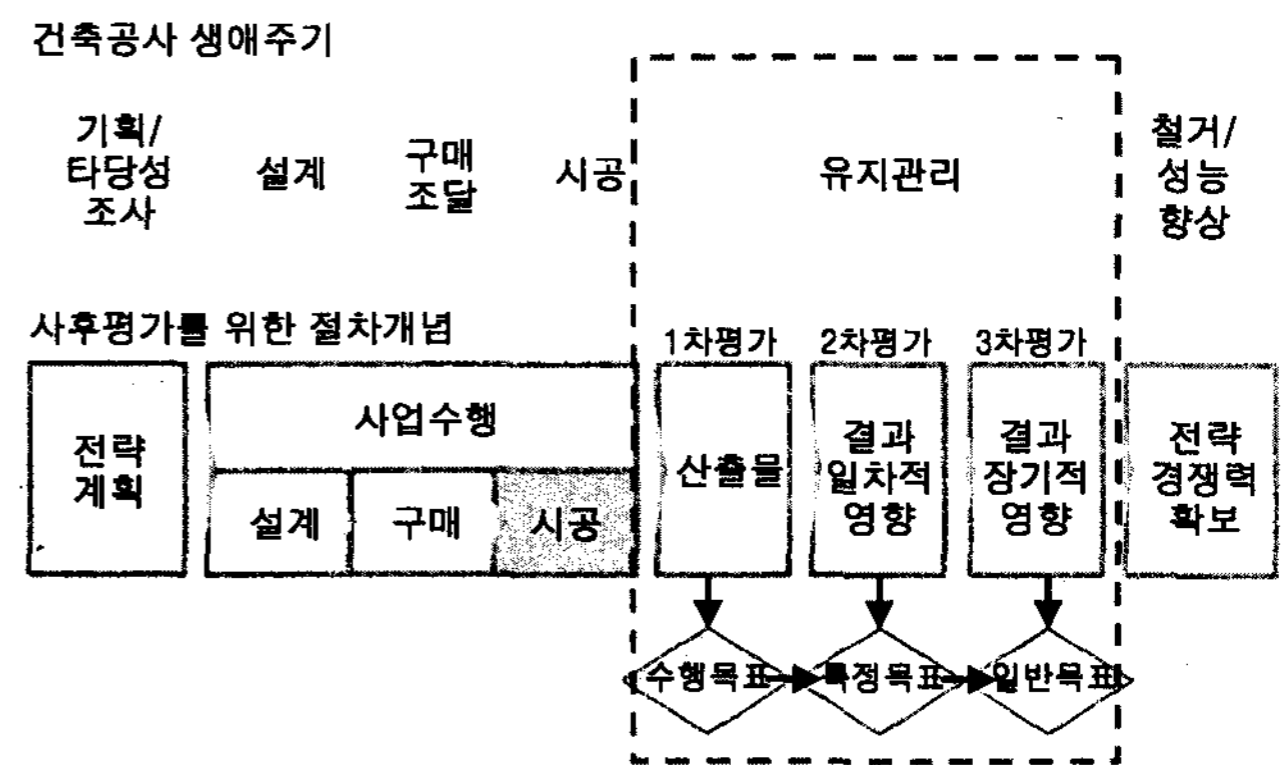 건축공사 생애주기
기획/
타당성
조사
설계
구매
조달
시공
유지관리
철거/
성능
향상
사후평가를 위한 절차개념
1차평가
2차평가
3차평가
전략
계획
사업수행
설계
구매
시공
산출물
결과
일차적
영향
결과
장기적
영향
전략
경쟁력
확보
수행목표
특정목표
일반목표